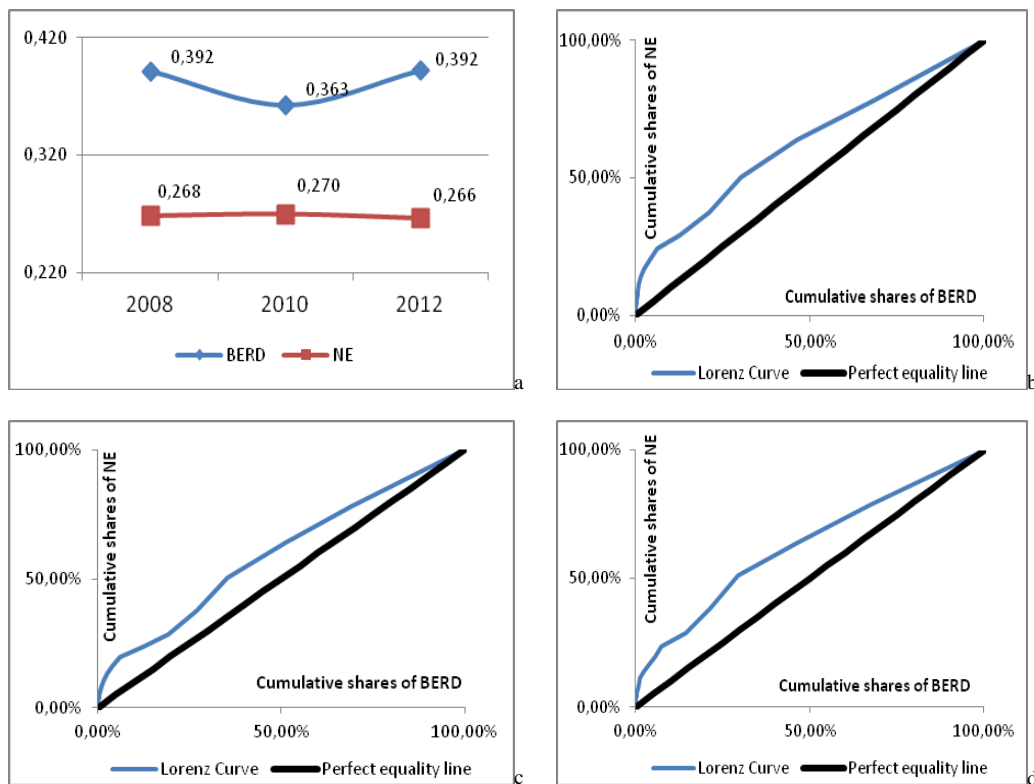 0,420
0,392
0,363
0,392
0,320
0,268
0,270
0,266
0,220
2008
2010
2012
BERD
NE
a
100,00%
Cumulative shares of NE
50,00%
Cumulative shares of BERD
0,00%
0,00%
50,00%
100,00%
Lorenz Curve
Perfect equality line
b
100,00%
Cumulative shares of NE
50,00%
Cumulative shares of BERD
0,00%
0,00%
50,00%
100,00%
Lorenz Curve
Perfect equality line
c
100,00%
Cumulative shares of NE
50,00%
Cumulative shares of BERD
0,00%
0,00%
50,00%
100,00%
Lorenz Curve
Perfect equality line
d